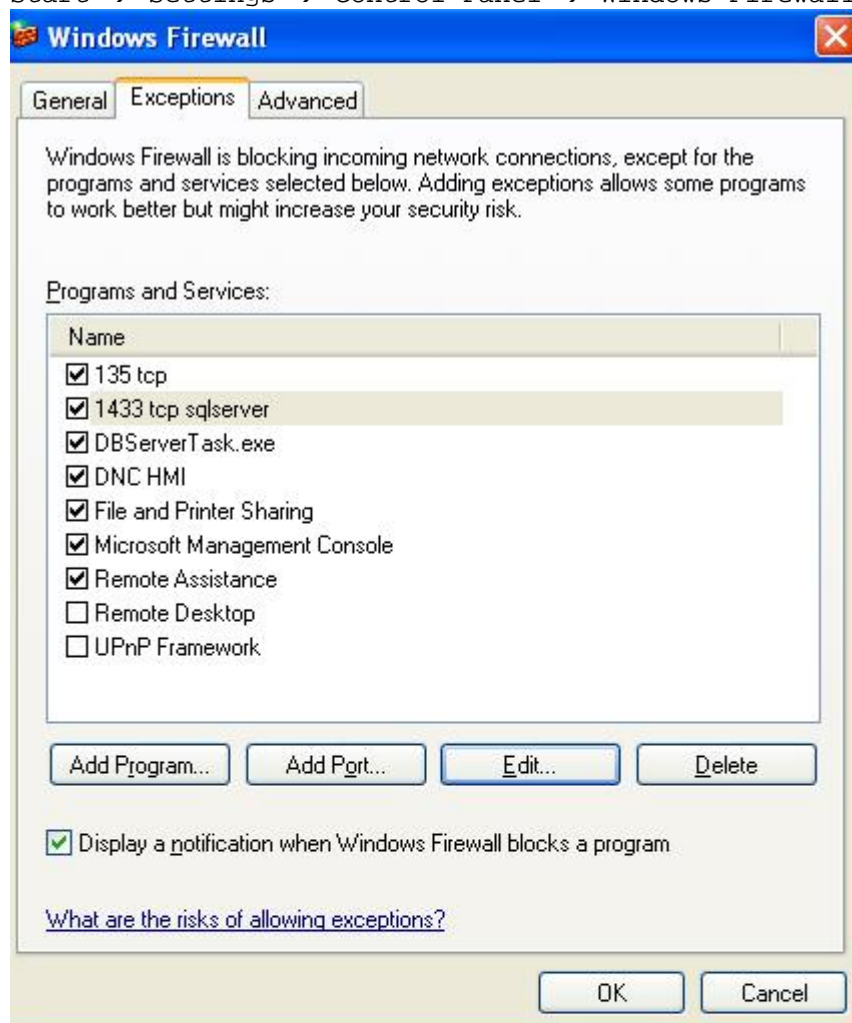 Start → Settings → Control Panel → Windows Firewall
Windows Firewall
General Exceptions Advanced
Windows Firewall is blocking incoming network connections, except for the
programs and services selected below. Adding exceptions allows some programs
to work better but might increase your security risk.
Programs and Services:
Name
135 tcp
1433 tcp sqlserver
DBServerTask.exe
DNC HMI
File and Printer Sharing
Microsoft Management Console
Remote Assistance
Remote Desktop
UPnP Framework
Add Program... Add Port... Edit... Delete
Display a notification when Windows Firewall blocks a program
What are the risks of allowing exceptions?
OK Cancel